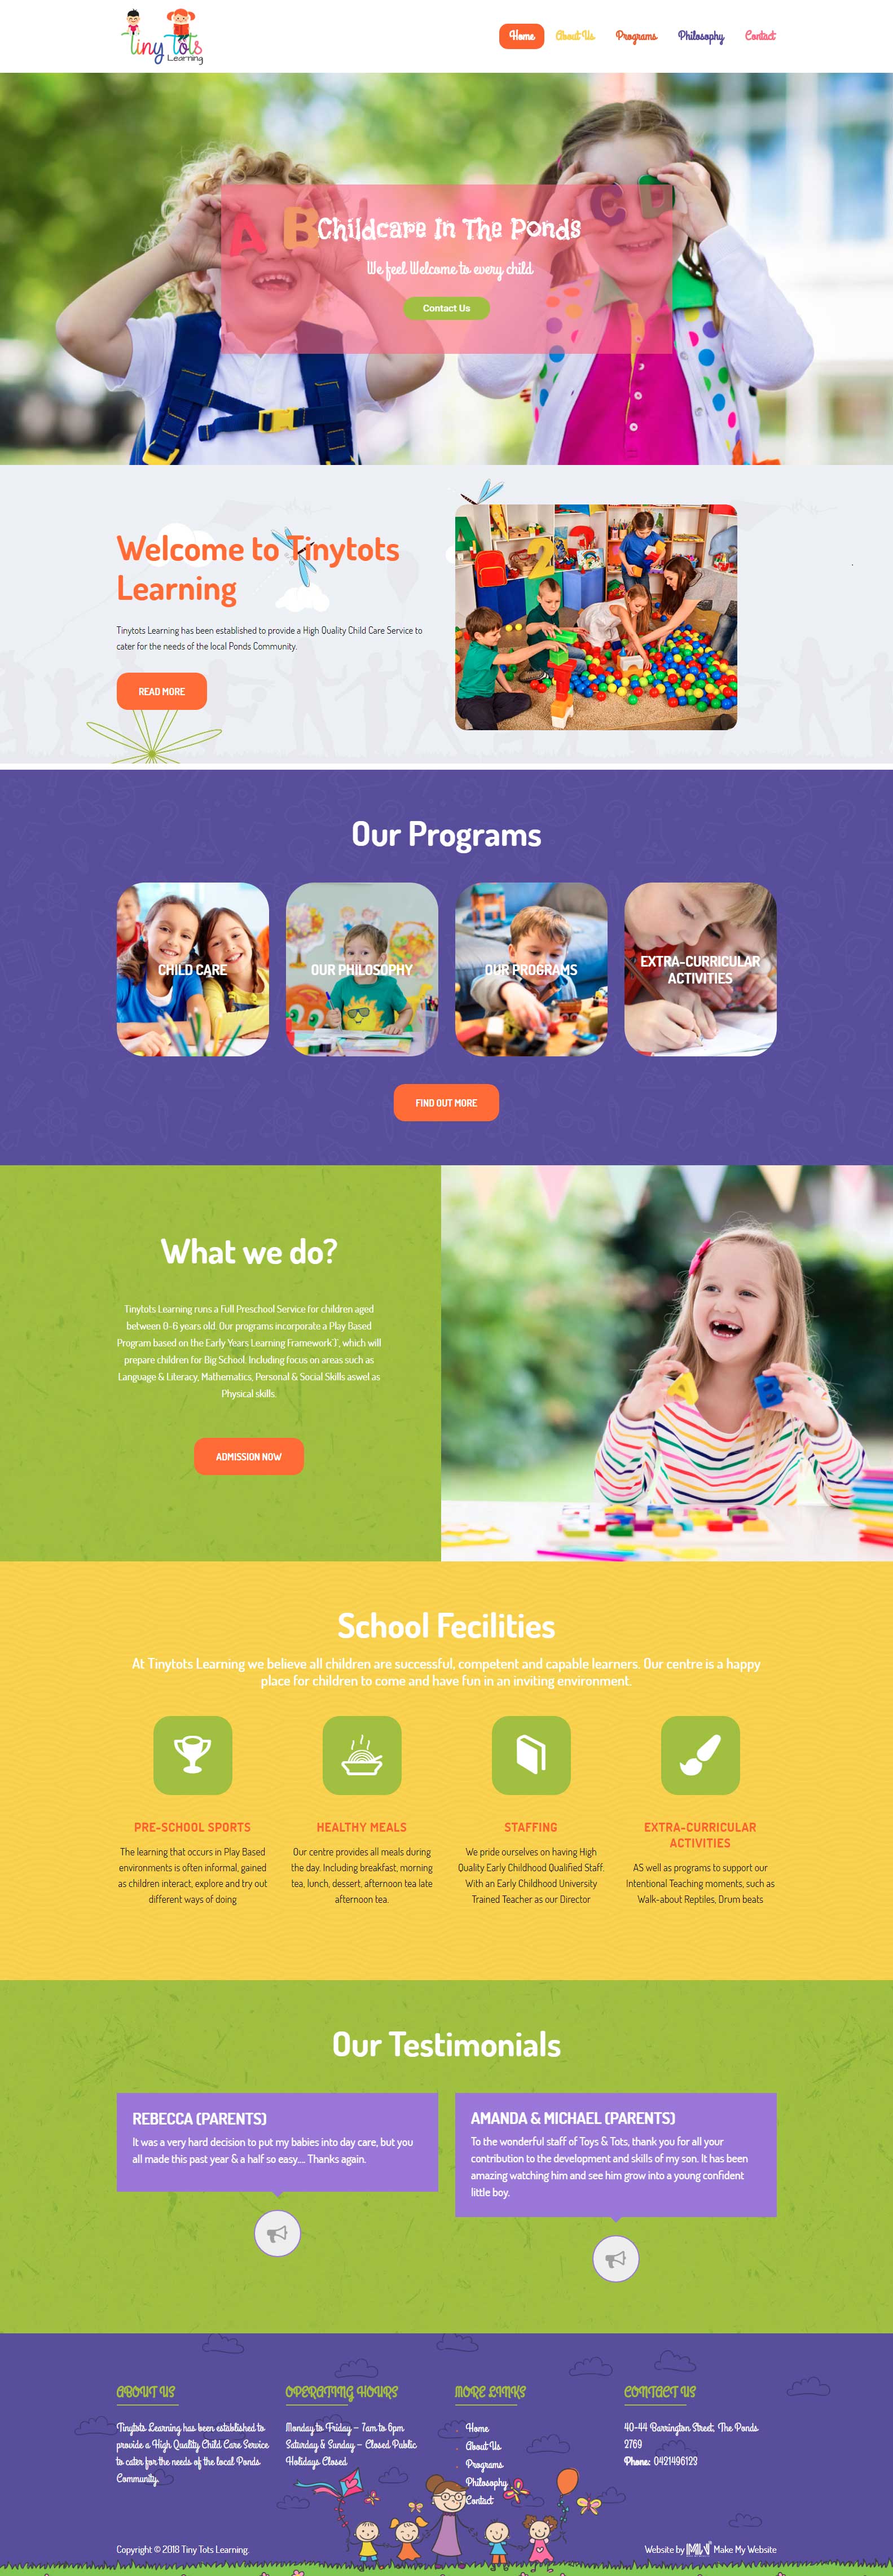 Tiny Tots
Learning
Home About Us Programs Philosophy Contact
A B C D
Childcare In The Ponds
We feel Welcome to every child
Contact Us
Welcome to Tinytots
Learning
Tinytots Learning has been established to provide a High Quality Child Care Service to
cater for the needs of the local Ponds Community.
READ MORE
2
Our Programs
CHILD CARE
OUR PHILOSOPHY
OUR PROGRAMS
EXTRA-CURRICULAR
ACTIVITIES
FIND OUT MORE
What we do?
Tinytots Learning runs a Full Preschool Service for children aged
between 0-6 years old. Our programs incorporate a Play Based
Program based on the Early Years Learning Framework'I', which will
prepare children for Big School. Including focus on areas such as
Language & Literacy, Mathematics, Personal & Social Skills aswel as
Physical skills.
ADMISSION NOW
A B
School Fecilities
At Tinytots Learning we believe all children are successful, competent and capable learners. Our centre is a happy
place for children to come and have fun in an inviting environment.
PRE-SCHOOL SPORTS
The learning that occurs in Play Based
environments is often informal, gained
as children interact, explore and try out
different ways of doing
HEALTHY MEALS
Our centre provides all meals during
the day. Including breakfast, morning
tea, lunch, dessert, afternoon tea late
afternoon tea.
STAFFING
We pride ourselves on having High
Quality Early Childhood Qualified Staff.
With an Early Childhood University
Trained Teacher as our Director
EXTRA-CURRICULAR
ACTIVITIES
AS well as programs to support our
Intentional Teaching moments, such as
Walk-about Reptiles, Drum beats
Our Testimonials
REBECCA (PARENTS)
It was a very hard decision to put my babies into day care, but you
all made this past year & a half so easy…. Thanks again.
AMANDA & MICHAEL (PARENTS)
To the wonderful staff of Toys & Tots, thank you for all your
contribution to the development and skills of my son. It has been
amazing watching him and see him grow into a young confident
little boy.
ABOUT US
Tinytots Learning has been established to
provide a High Quality Child Care Service
to cater for the needs of the local Ponds
Community.
OPERATING HOURS
Monday to Friday – 7am to 6pm
Saturday & Sunday – Closed Public
Holidays Closed
MORE LINKS
Home
About Us
Programs
Philosophy
Contact
CONTACT US
40-44 Barrington Street, The Ponds
2769
Phone: 0421496123
Copyright © 2018 Tiny Tots Learning.
Website by MMW Make My Website